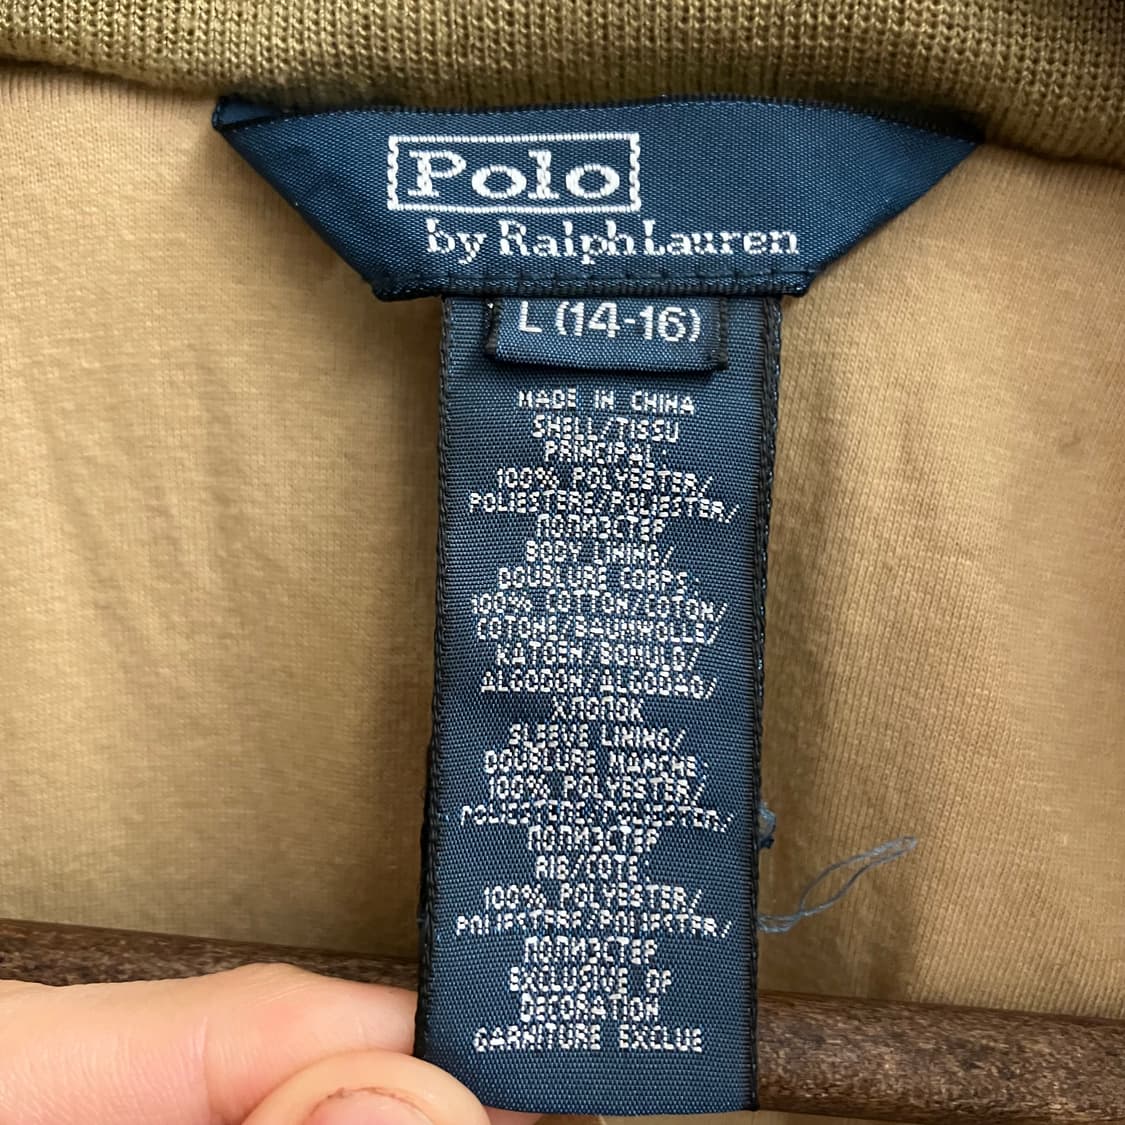 Polo
by Ralph Lauren
L (14-16)
MADE IN CHINA
SHELL/TISSU
PRINCIPAL:
100% POLYESTER/
POLIESTERE/POLIESTER/
ПОЛИЭСТЕР
BODY LINING/
DOUBLURE CORPS:
100% COTTON/COTON/
COTONE/BAUMWOLLE/
KATOEN/BOMULD/
ALGODON/ALGODAO/
ХЛОПОК
SLEEVE LINING/
DOUBLURE MANCHE:
100% POLYESTER/
POLIESTERE/POLIESTER/
ПОЛИЭСТЕР
RIB/COTE
100% POLYESTER/
POLIESTERE/POLIESTER/
ПОЛИЭСТЕР
EXCLUSIVE OF
DECORATION
GARNITURE EXCLUE